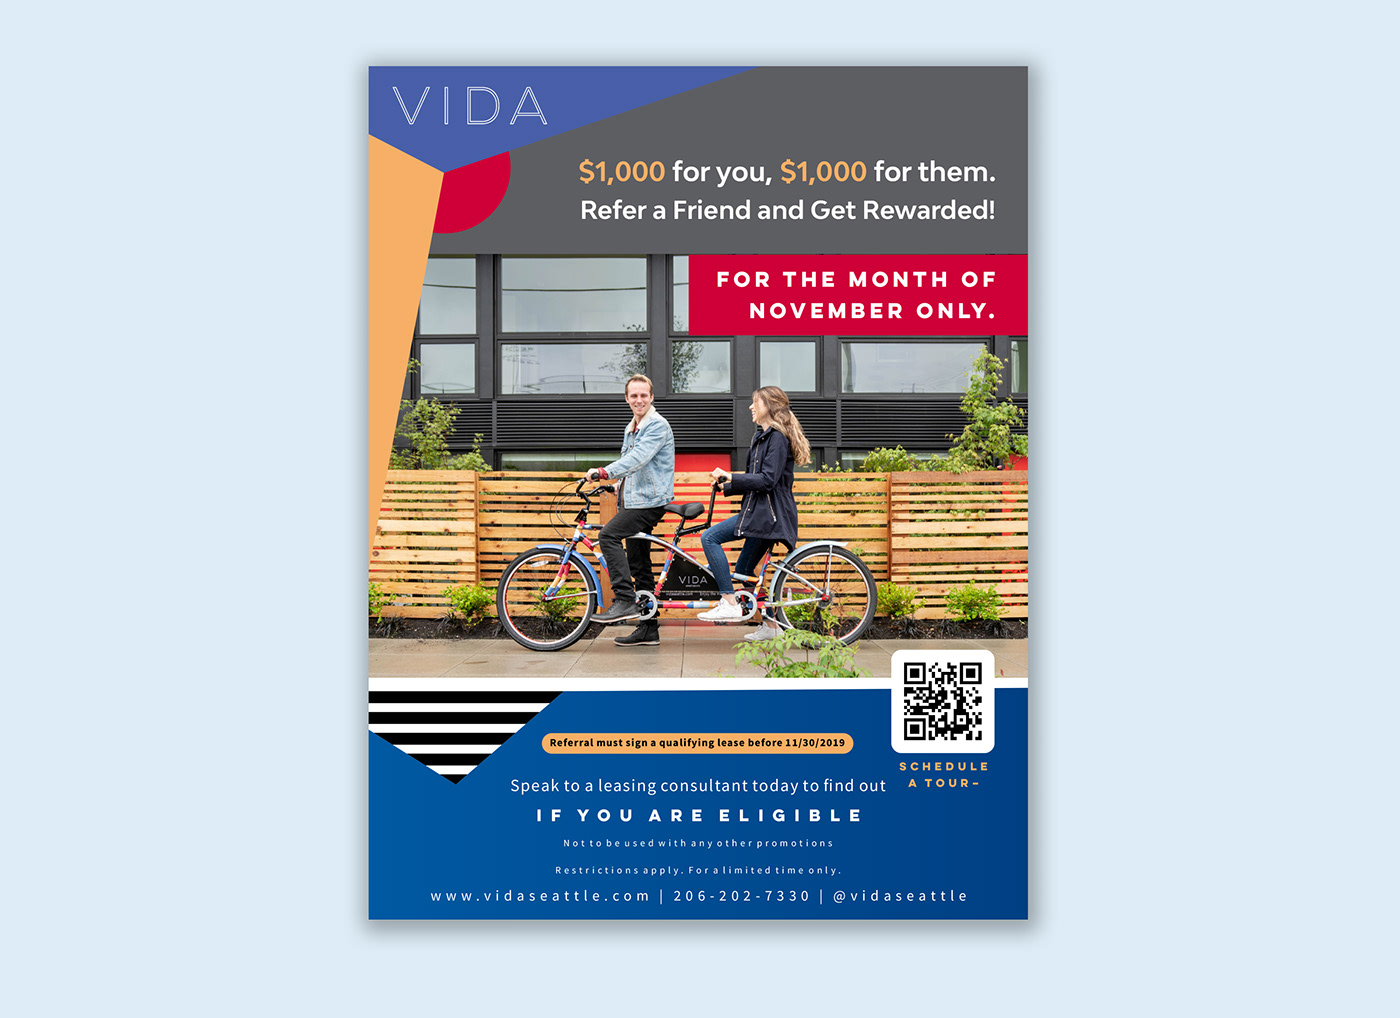 VIDA
$1,000 for you, $1,000 for them.
Refer a Friend and Get Rewarded!
FOR THE MONTH OF
NOVEMBER ONLY.
VIDA
Referral must sign a qualifying lease before 11/30/2019
SCHEDULE
A TOUR–
Speak to a leasing consultant today to find out
IF YOU ARE ELIGIBLE
Not to be used with any other promotions
Restrictions apply. For a limited time only.
www.vidaseattle.com | 206-202-7330 | @vidaseattle